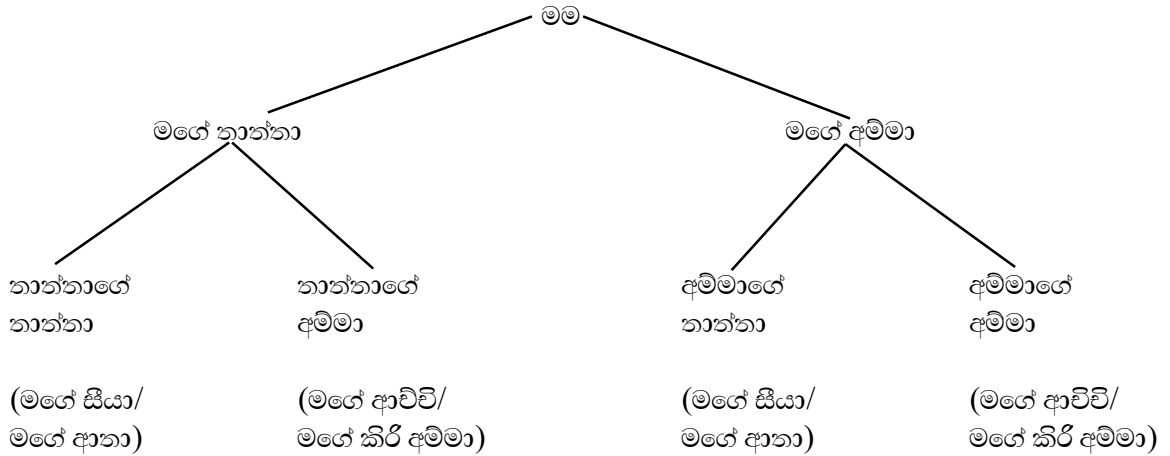 මම
මගේ තාත්තා
මගේ අම්මා
තාත්තාගේ
තාත්තා
(මගේ සීයා/
මගේ ආතා)
තාත්තාගේ
අම්මා
(මගේ ආච්චි/
මගේ කිරි අම්මා)
අම්මාගේ
තාත්තා
(මගේ සීයා/
මගේ ආතා)
අම්මාගේ
අම්මා
(මගේ ආචිචි/
මගේ කිරි අම්මා)